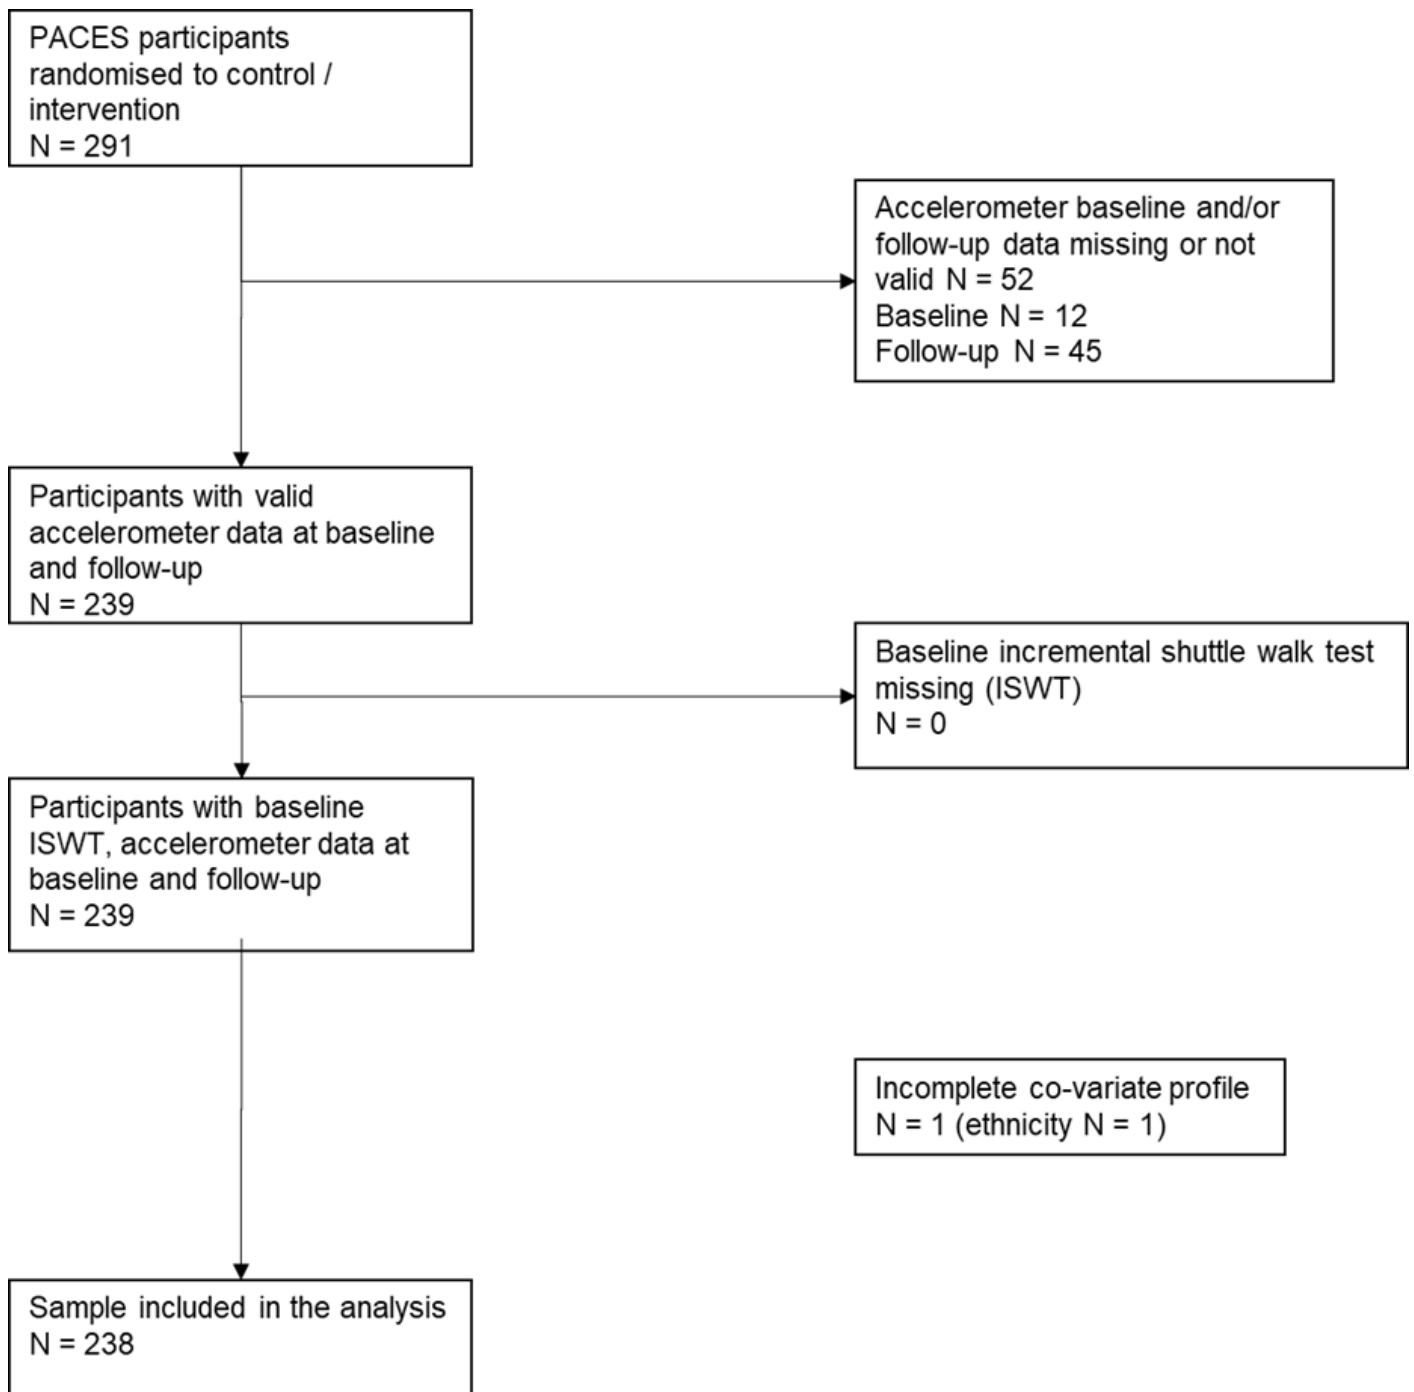 PACES participants
randomised to control /
intervention
N = 291
Accelerometer baseline and/or
follow-up data missing or not
valid N = 52
Baseline N = 12
Follow-up N = 45
Participants with valid
accelerometer data at baseline
and follow-up
N = 239
Baseline incremental shuttle walk test
missing (ISWT)
N = 0
Participants with baseline
ISWT, accelerometer data at
baseline and follow-up
N = 239
Incomplete co-variate profile
N = 1 (ethnicity N = 1)
Sample included in the analysis
N = 238